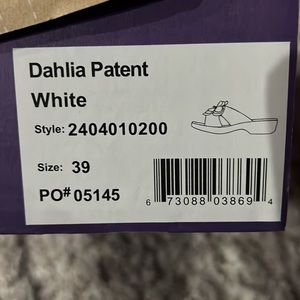 Dahlia Patent
White
Style: 2404010200
Size: 39
PO# 05145
6 73088 03869 4